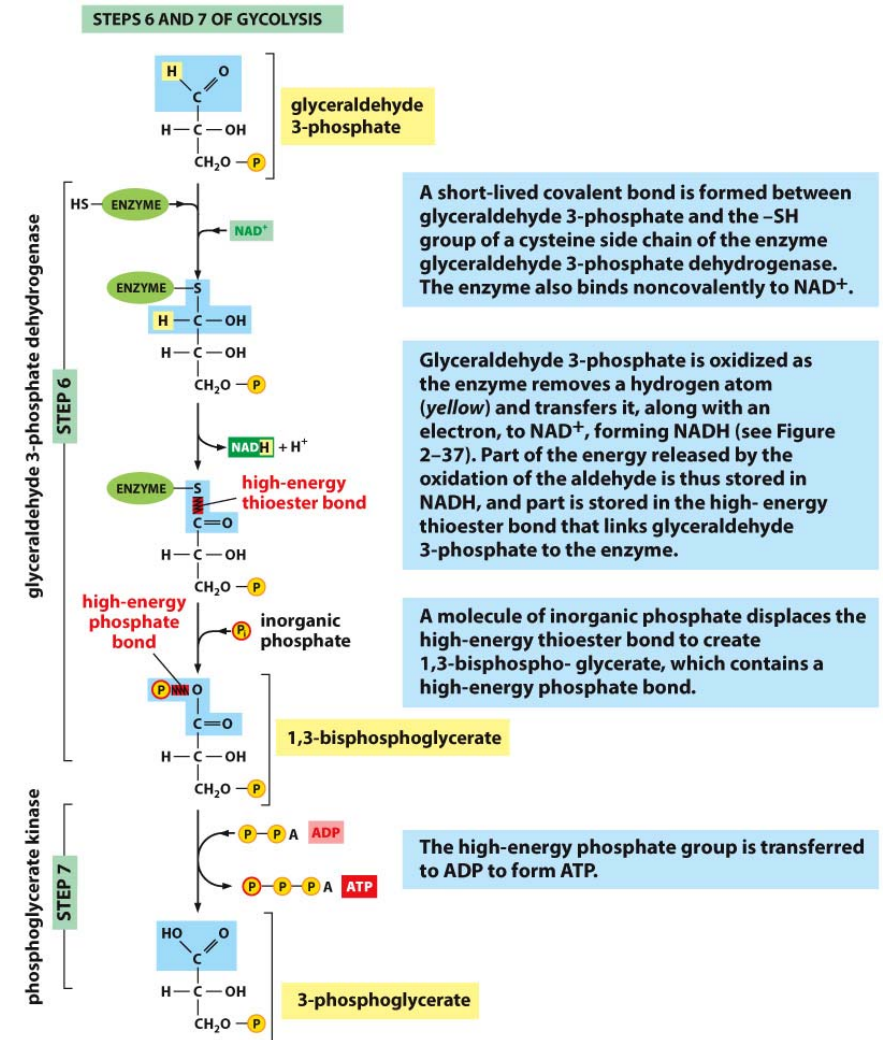 STEPS 6 AND 7 OF GYCOLYSIS
H O
C
H—C—OH
CH₂O—P
glyceraldehyde
3-phosphate
glyceraldehyde 3-phosphate dehydrogenase
STEP 6
HS—ENZYME
NAD⁺
A short-lived covalent bond is formed between
glyceraldehyde 3-phosphate and the –SH
group of a cysteine side chain of the enzyme
glyceraldehyde 3-phosphate dehydrogenase.
The enzyme also binds noncovalently to NAD⁺.
ENZYME—S
H—C—OH
H—C—OH
CH₂O—P
NADH + H⁺
Glyceraldehyde 3-phosphate is oxidized as
the enzyme removes a hydrogen atom
(yellow) and transfers it, along with an
electron, to NAD⁺, forming NADH (see Figure
2–37). Part of the energy released by the
oxidation of the aldehyde is thus stored in
NADH, and part is stored in the high- energy
thioester bond that links glyceraldehyde
3-phosphate to the enzyme.
ENZYME—S
high-energy
thioester bond
C=O
H—C—OH
CH₂O—P
high-energy
phosphate
bond
Pi
inorganic
phosphate
A molecule of inorganic phosphate displaces the
high-energy thioester bond to create
1,3-bisphospho- glycerate, which contains a
high-energy phosphate bond.
P O
C=O
H—C—OH
CH₂O—P
1,3-bisphosphoglycerate
phosphoglycerate kinase
STEP 7
P—P A ADP
P—P—P A ATP
The high-energy phosphate group is transferred
to ADP to form ATP.
HO O
C
H—C—OH
CH₂O—P
3-phosphoglycerate